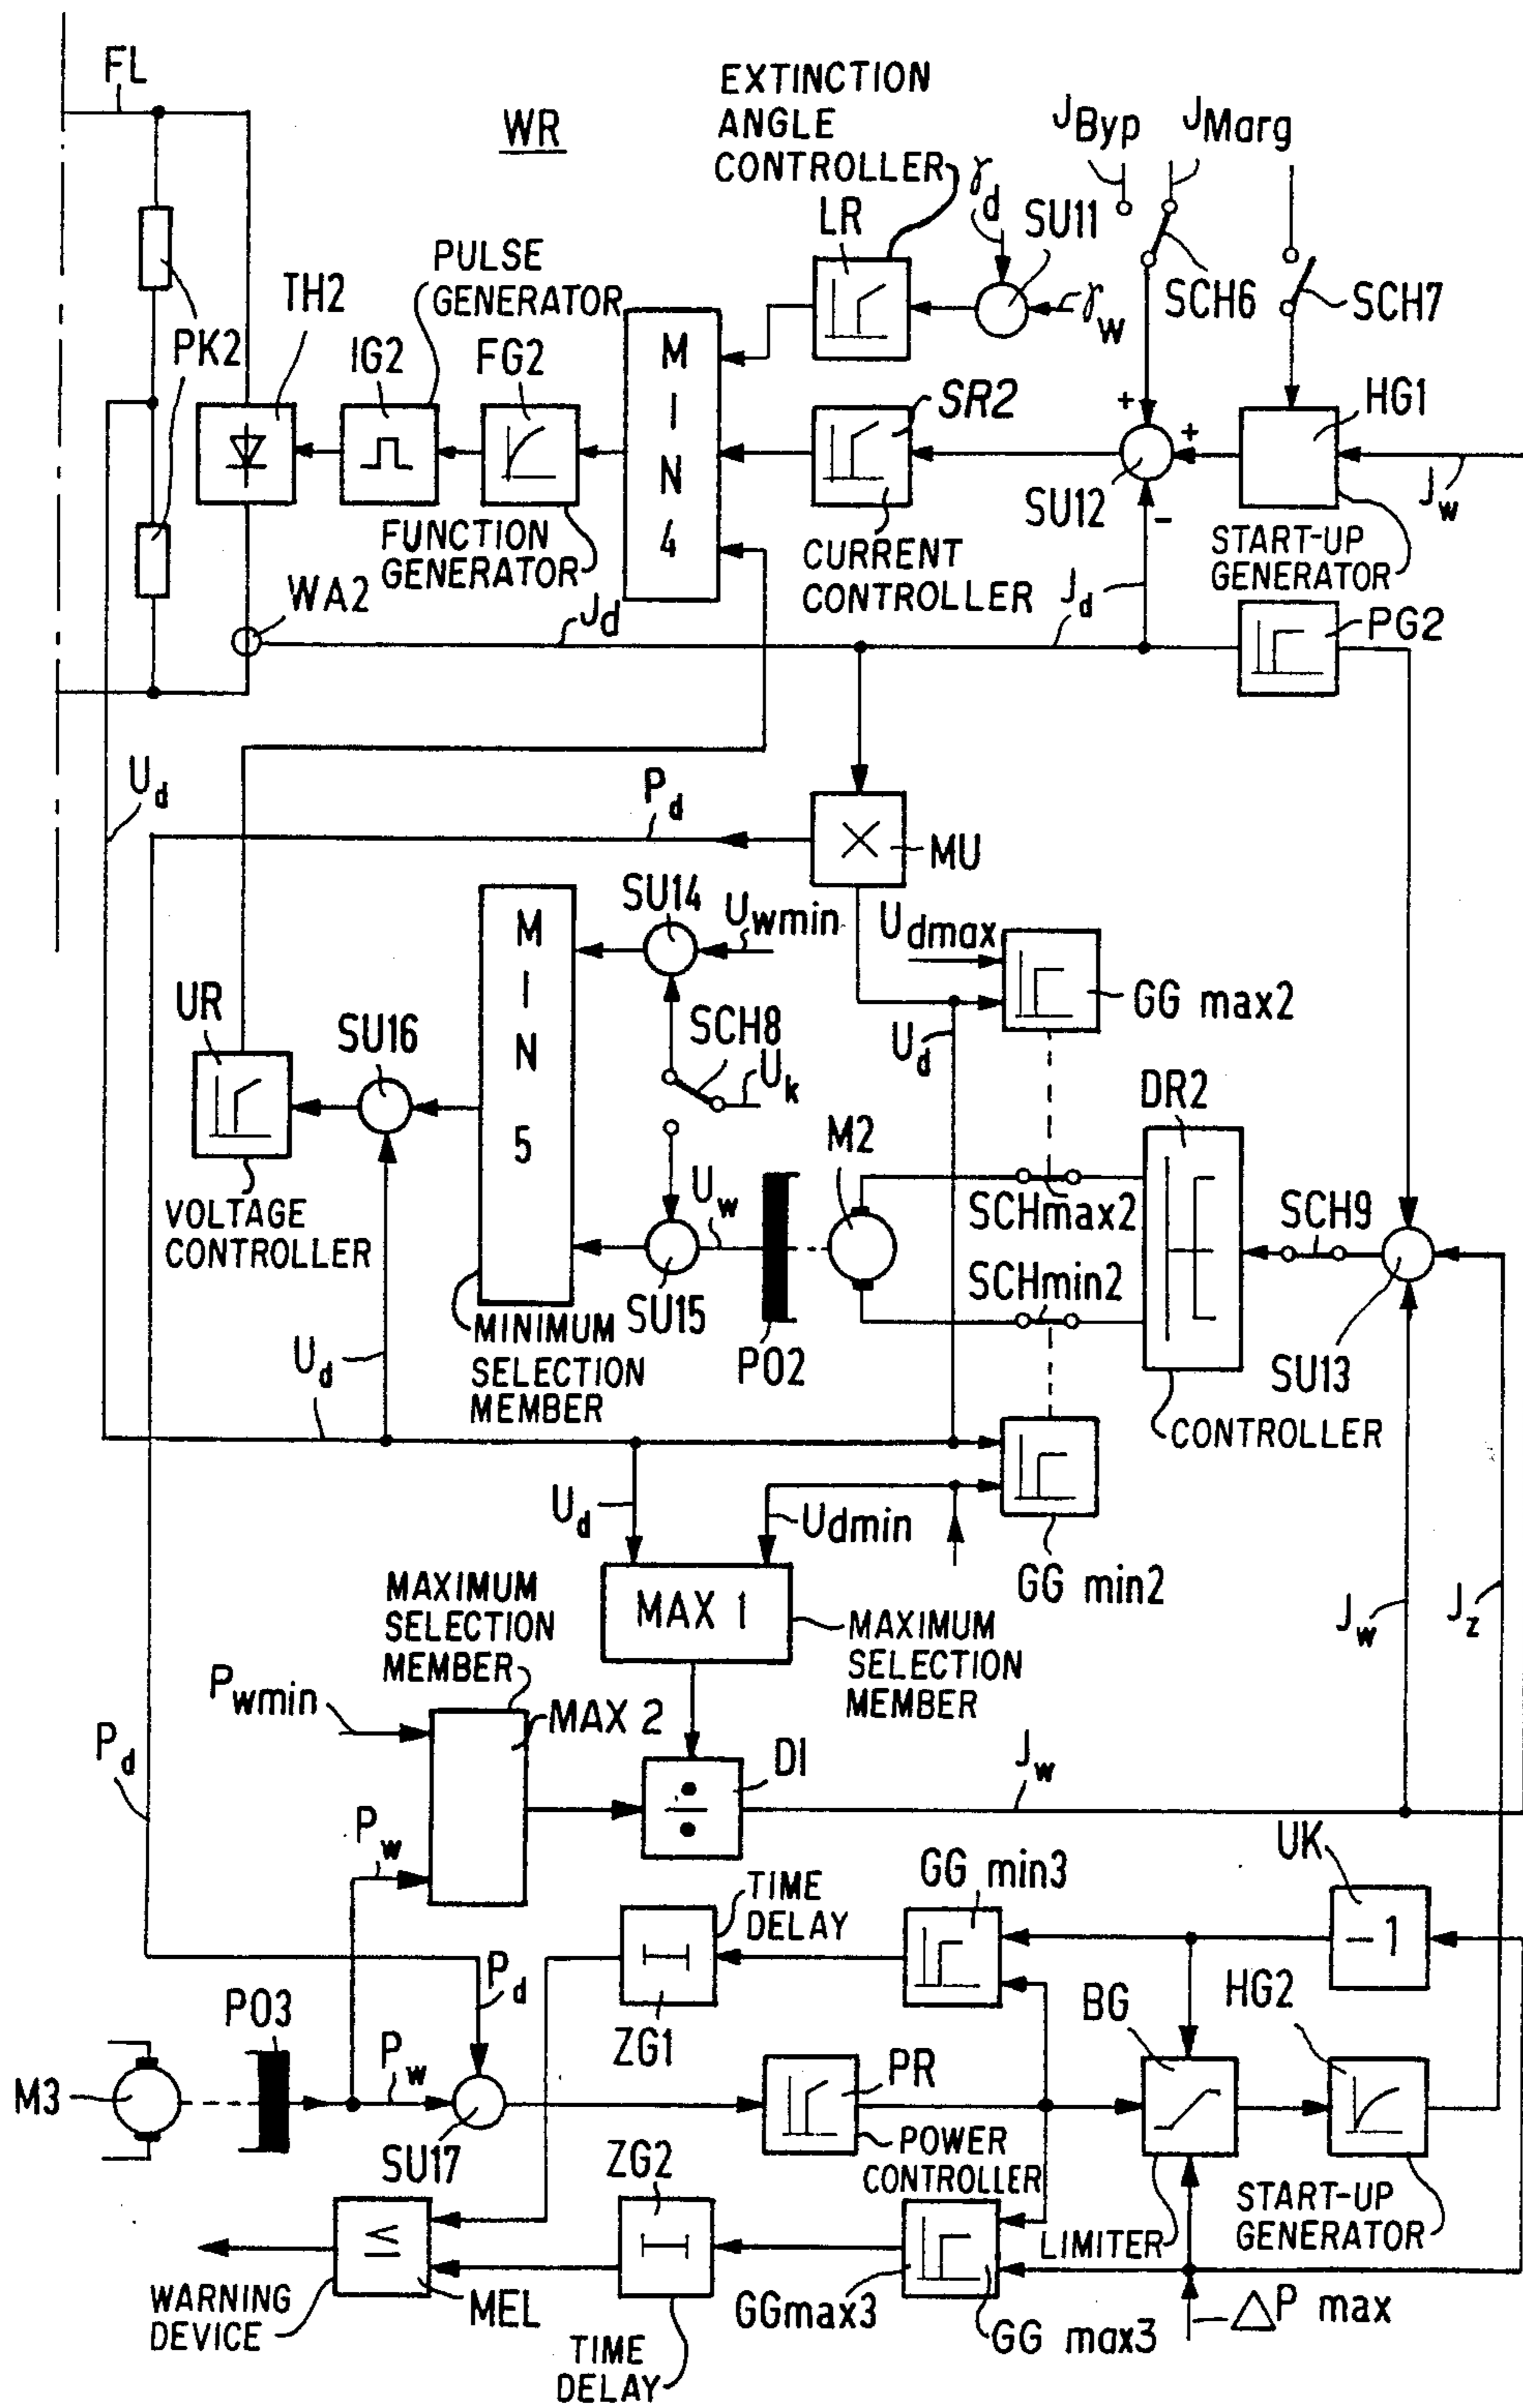 FL
WR
EXTINCTION
ANGLE
CONTROLLER
LR
γd
SU11
γW
JByp
JMarg
SCH6
SCH7
PULSE
GENERATOR
TH2
PK2
IG2
FG2
M
I
N
4
SR2
HG1
+
+
-
SU12
Jw
FUNCTION
GENERATOR
CURRENT
CONTROLLER
START-UP
GENERATOR
WA2
Jd
Jd
PG2
Ud
Pd
×
MU
SU14
Uwmin
Udmax
GG max2
M
I
N
5
UR
SU16
SCH8
Uk
Ud
DR2
M2
VOLTAGE
CONTROLLER
Uw
SCHmax2
SCH9
SCHmin2
SU15
MINIMUM
SELECTION
MEMBER
PO2
SU13
Ud
CONTROLLER
Ud
Udmin
GG min2
MAXIMUM
SELECTION
MEMBER
MAX 1
MAXIMUM
SELECTION
MEMBER
Jw
Jz
Pwmin
MAX 2
Pd
DI
÷
Jw
Pw
UK
-1
GG min3
TIME
DELAY
Pd
PO3
ZG1
BG
HG2
M3
Pw
SU17
PR
POWER
CONTROLLER
ZG2
LIMITER
START-UP
GENERATOR
≤
WARNING
DEVICE
MEL
GGmax3
GG max3
△P max
TIME
DELAY